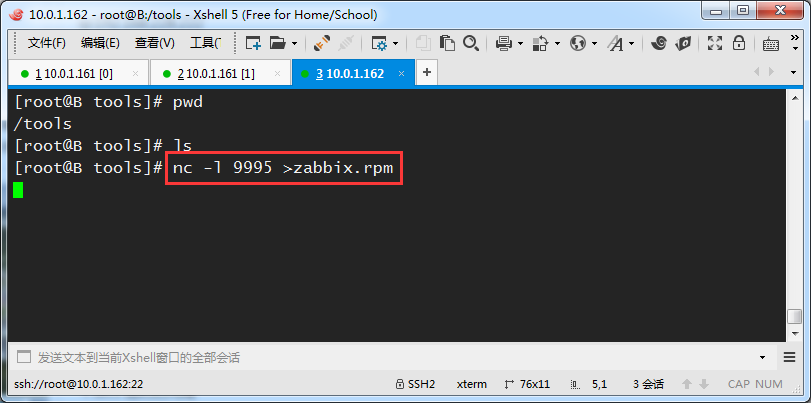 10.0.1.162 - root@B:/tools - Xshell 5 (Free for Home/School)
文件(F) 编辑(E) 查看(V) 工具(
1 10.0.1.161 [0] 2 10.0.1.161 [1] 3 10.0.1.162
[root@B tools]# pwd
/tools
[root@B tools]# ls
[root@B tools]# nc -l 9995 >zabbix.rpm
发送文本到当前Xshell窗口的全部会话
ssh://root@10.0.1.162:22 SSH2 xterm 76x11 5,1 3 会话 CAP NUM